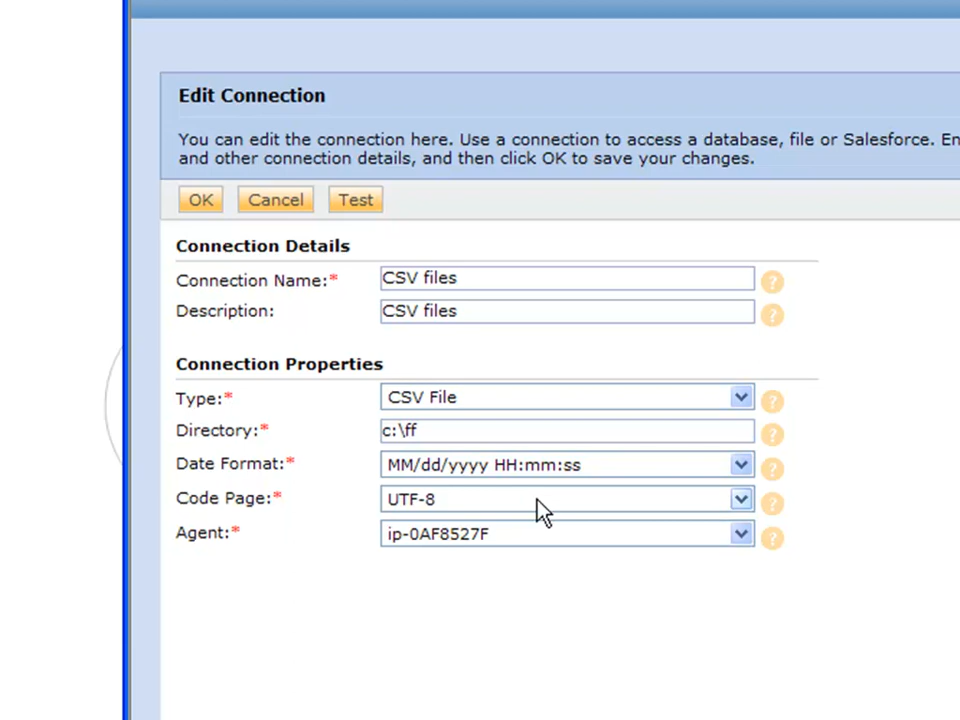 Edit Connection
You can edit the connection here. Use a connection to access a database, file or Salesforce. En
and other connection details, and then click OK to save your changes.
OK Cancel Test
Connection Details
Connection Name:* CSV files ?
Description: CSV files ?
Connection Properties
Type:* CSV File ?
Directory:* c:\ff ?
Date Format:* MM/dd/yyyy HH:mm:ss ?
Code Page:* UTF-8 ?
Agent:* ip-0AF8527F ?